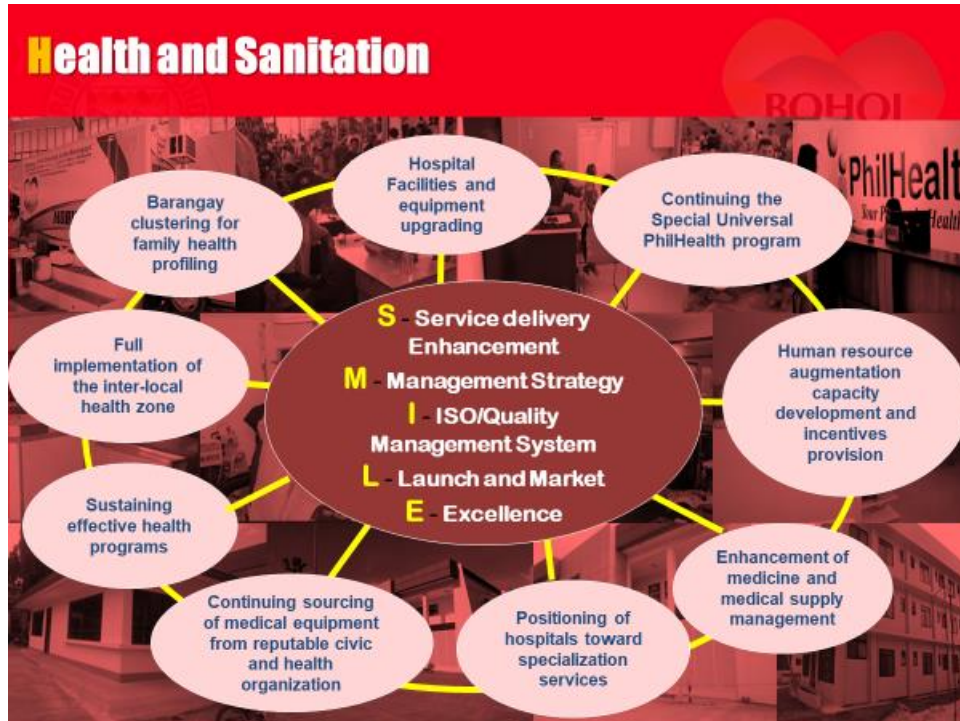 Health and Sanitation
BOHOL
PhilHealth
Hospital
Facilities and
equipment
upgrading
Continuing the
Special Universal
PhilHealth program
Human resource
augmentation
capacity
development and
incentives
provision
Enhancement of
medicine and
medical supply
management
Positioning of
hospitals toward
specialization
services
Continuing sourcing
of medical equipment
from reputable civic
and health
organization
Sustaining
effective health
programs
Full
implementation of
the inter-local
health zone
Barangay
clustering for
family health
profiling
S - Service delivery
Enhancement
M - Management Strategy
I - ISO/Quality
Management System
L - Launch and Market
E - Excellence